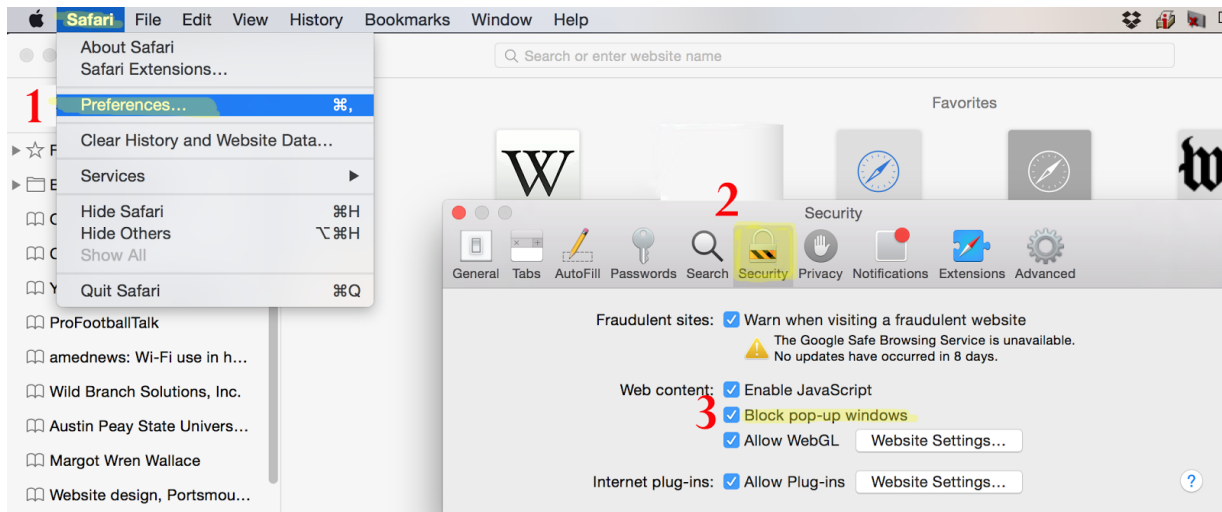 Safari File Edit View History Bookmarks Window Help
About Safari
Safari Extensions…
1
Preferences… ⌘,
Clear History and Website Data…
Services
Hide Safari ⌘H
Hide Others ⌥⌘H
Show All
Quit Safari ⌘Q
ProFootballTalk
amednews: Wi-Fi use in h…
Wild Branch Solutions, Inc.
Austin Peay State Univers…
Margot Wren Wallace
Website design, Portsmou…
Search or enter website name
Favorites
W
2
Security
General Tabs AutoFill Passwords Search Security Privacy Notifications Extensions Advanced
Fraudulent sites: Warn when visiting a fraudulent website
The Google Safe Browsing Service is unavailable.
No updates have occurred in 8 days.
Web content: Enable JavaScript
3
Block pop-up windows
Allow WebGL Website Settings…
Internet plug-ins: Allow Plug-ins Website Settings…
?